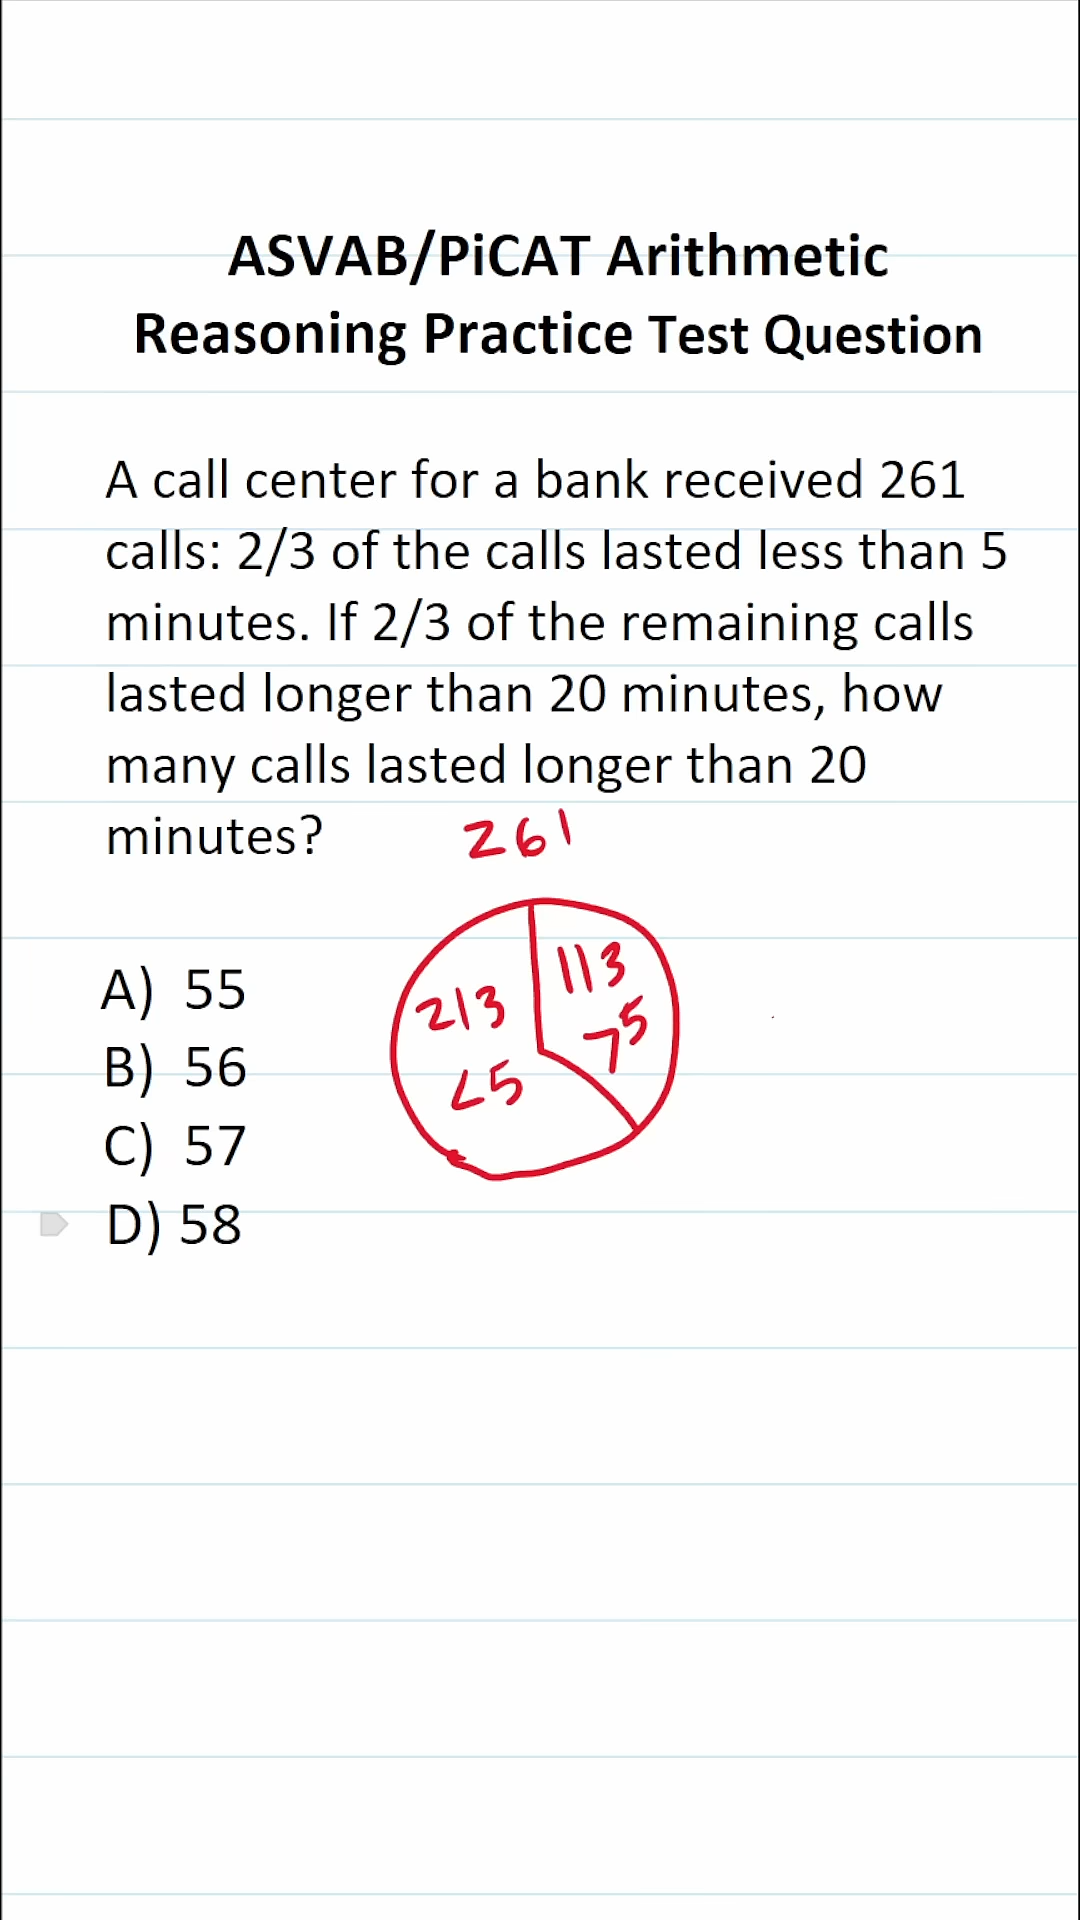 ASVAB/PiCAT Arithmetic
Reasoning Practice Test Question
A call center for a bank received 261
calls: 2/3 of the calls lasted less than 5
minutes. If 2/3 of the remaining calls
lasted longer than 20 minutes, how
many calls lasted longer than 20
minutes?
261
A) 55
B) 56
C) 57
D) 58
2/3
<5
1/3
>5